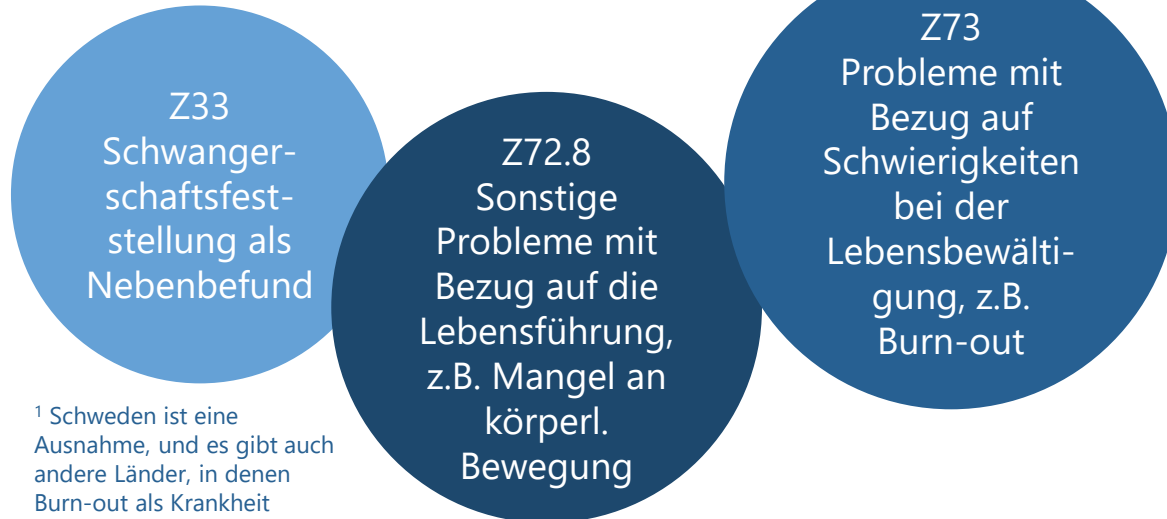 Z33
Schwanger-
schaftsfest-
stellung als
Nebenbefund
Z72.8
Sonstige
Probleme mit
Bezug auf die
Lebensführung,
z.B. Mangel an
körperl.
Bewegung
Z73
Probleme mit
Bezug auf
Schwierigkeiten
bei der
Lebensbewälti-
gung, z.B.
Burn-out
¹ Schweden ist eine
Ausnahme, und es gibt auch
andere Länder, in denen
Burn-out als Krankheit